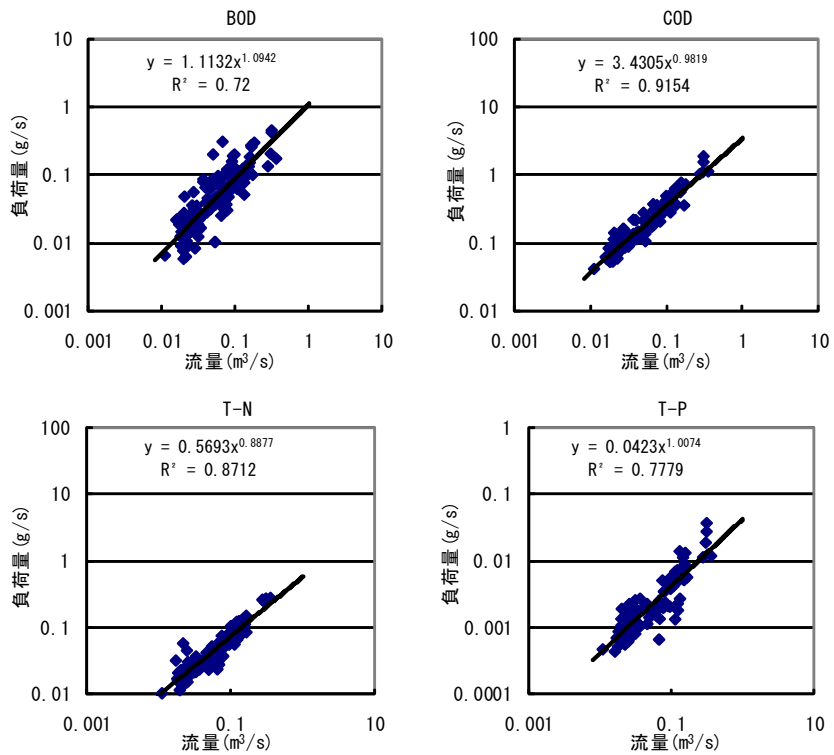 BOD
10
1
0.1
0.01
0.001
y = 1.1132x^1.0942
R² = 0.72
負荷量(g/s)
0.001 0.01 0.1 1 10
流量(m³/s)
COD
100
10
1
0.1
0.01
y = 3.4305x^0.9819
R² = 0.9154
負荷量(g/s)
0.001 0.01 0.1 1 10
流量(m³/s)
T-N
100
10
1
0.1
0.01
y = 0.5693x^0.8877
R² = 0.8712
負荷量(g/s)
0.001 0.1 10
流量(m³/s)
T-P
1
0.1
0.01
0.001
0.0001
y = 0.0423x^1.0074
R² = 0.7779
負荷量(g/s)
0.001 0.1 10
流量(m³/s)